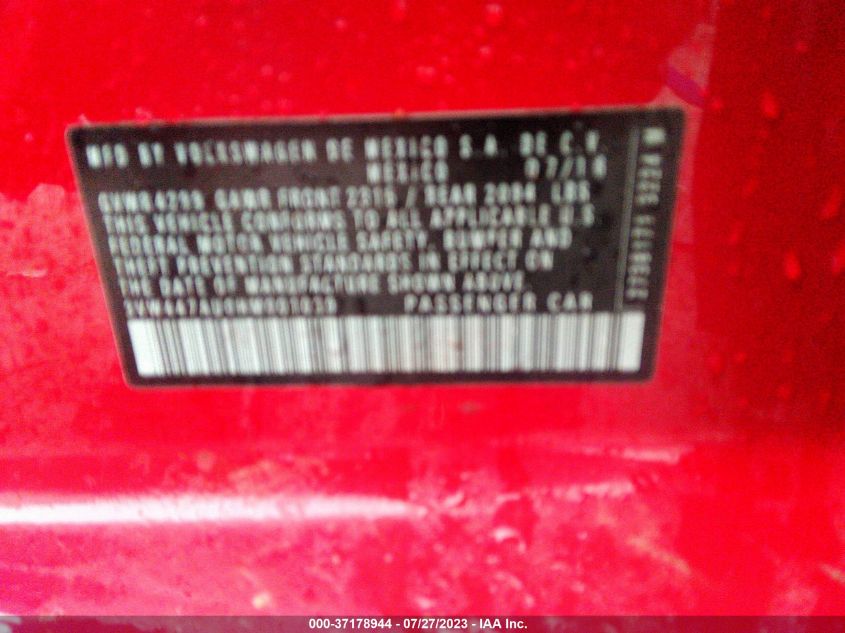 MFD BY VOLKSWAGEN DE MEXICO S.A. DE C.V.
MEXICO 07/16
GVWR 4239 GAWR FRONT / REAR 2094 LBS
THIS VEHICLE CONFORMS TO ALL APPLICABLE U.S
FEDERAL MOTOR VEHICLE SAFETY, BUMPER AND
THEFT PREVENTION STANDARDS IN EFFECT ON
THE DATE OF MANUFACTURE SHOWN ABOVE.
PASSENGER CAR
000-37178944 - 07/27/2023 - IAA Inc.